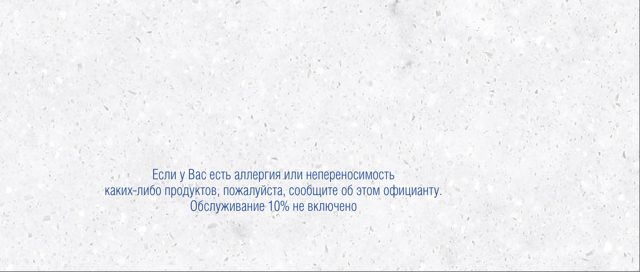 Если у Вас есть аллергия или непереносимость
каких-либо продуктов, пожалуйста, сообщите об этом официанту.
Обслуживание 10% не включено